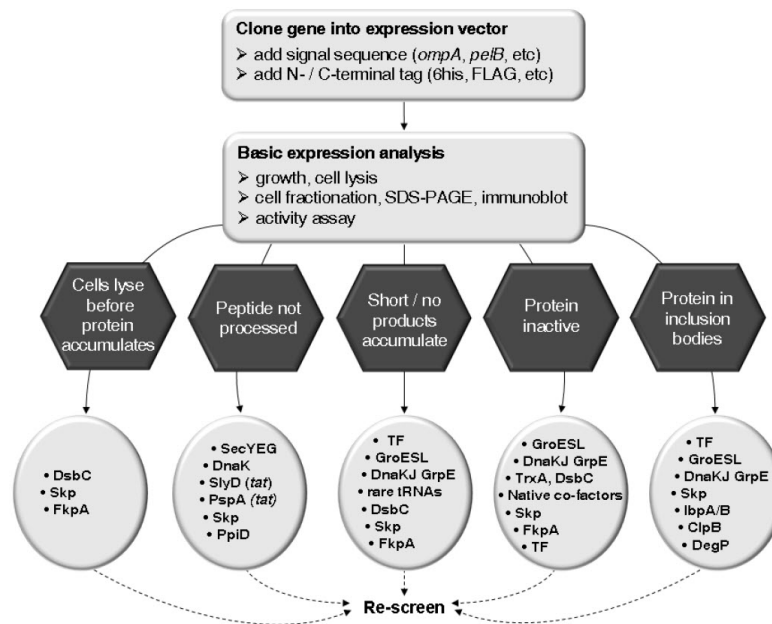 Clone gene into expression vector
➢ add signal sequence (ompA, pelB, etc)
➢ add N- / C-terminal tag (6his, FLAG, etc)
Basic expression analysis
➢ growth, cell lysis
➢ cell fractionation, SDS-PAGE, immunoblot
➢ activity assay
Cells lyse
before
protein
accumulates
Peptide not
processed
Short / no
products
accumulate
Protein
inactive
Protein in
inclusion
bodies
• DsbC
• Skp
• FkpA
• SecYEG
• DnaK
• SlyD (tat)
• PspA (tat)
• Skp
• PpiD
• TF
• GroESL
• DnaKJ GrpE
• rare tRNAs
• DsbC
• Skp
• FkpA
• GroESL
• DnaKJ GrpE
• TrxA, DsbC
• Native co-factors
• Skp
• FkpA
• TF
• TF
• GroESL
• DnaKJ GrpE
• Skp
• IbpA/B
• ClpB
• DegP
Re-screen